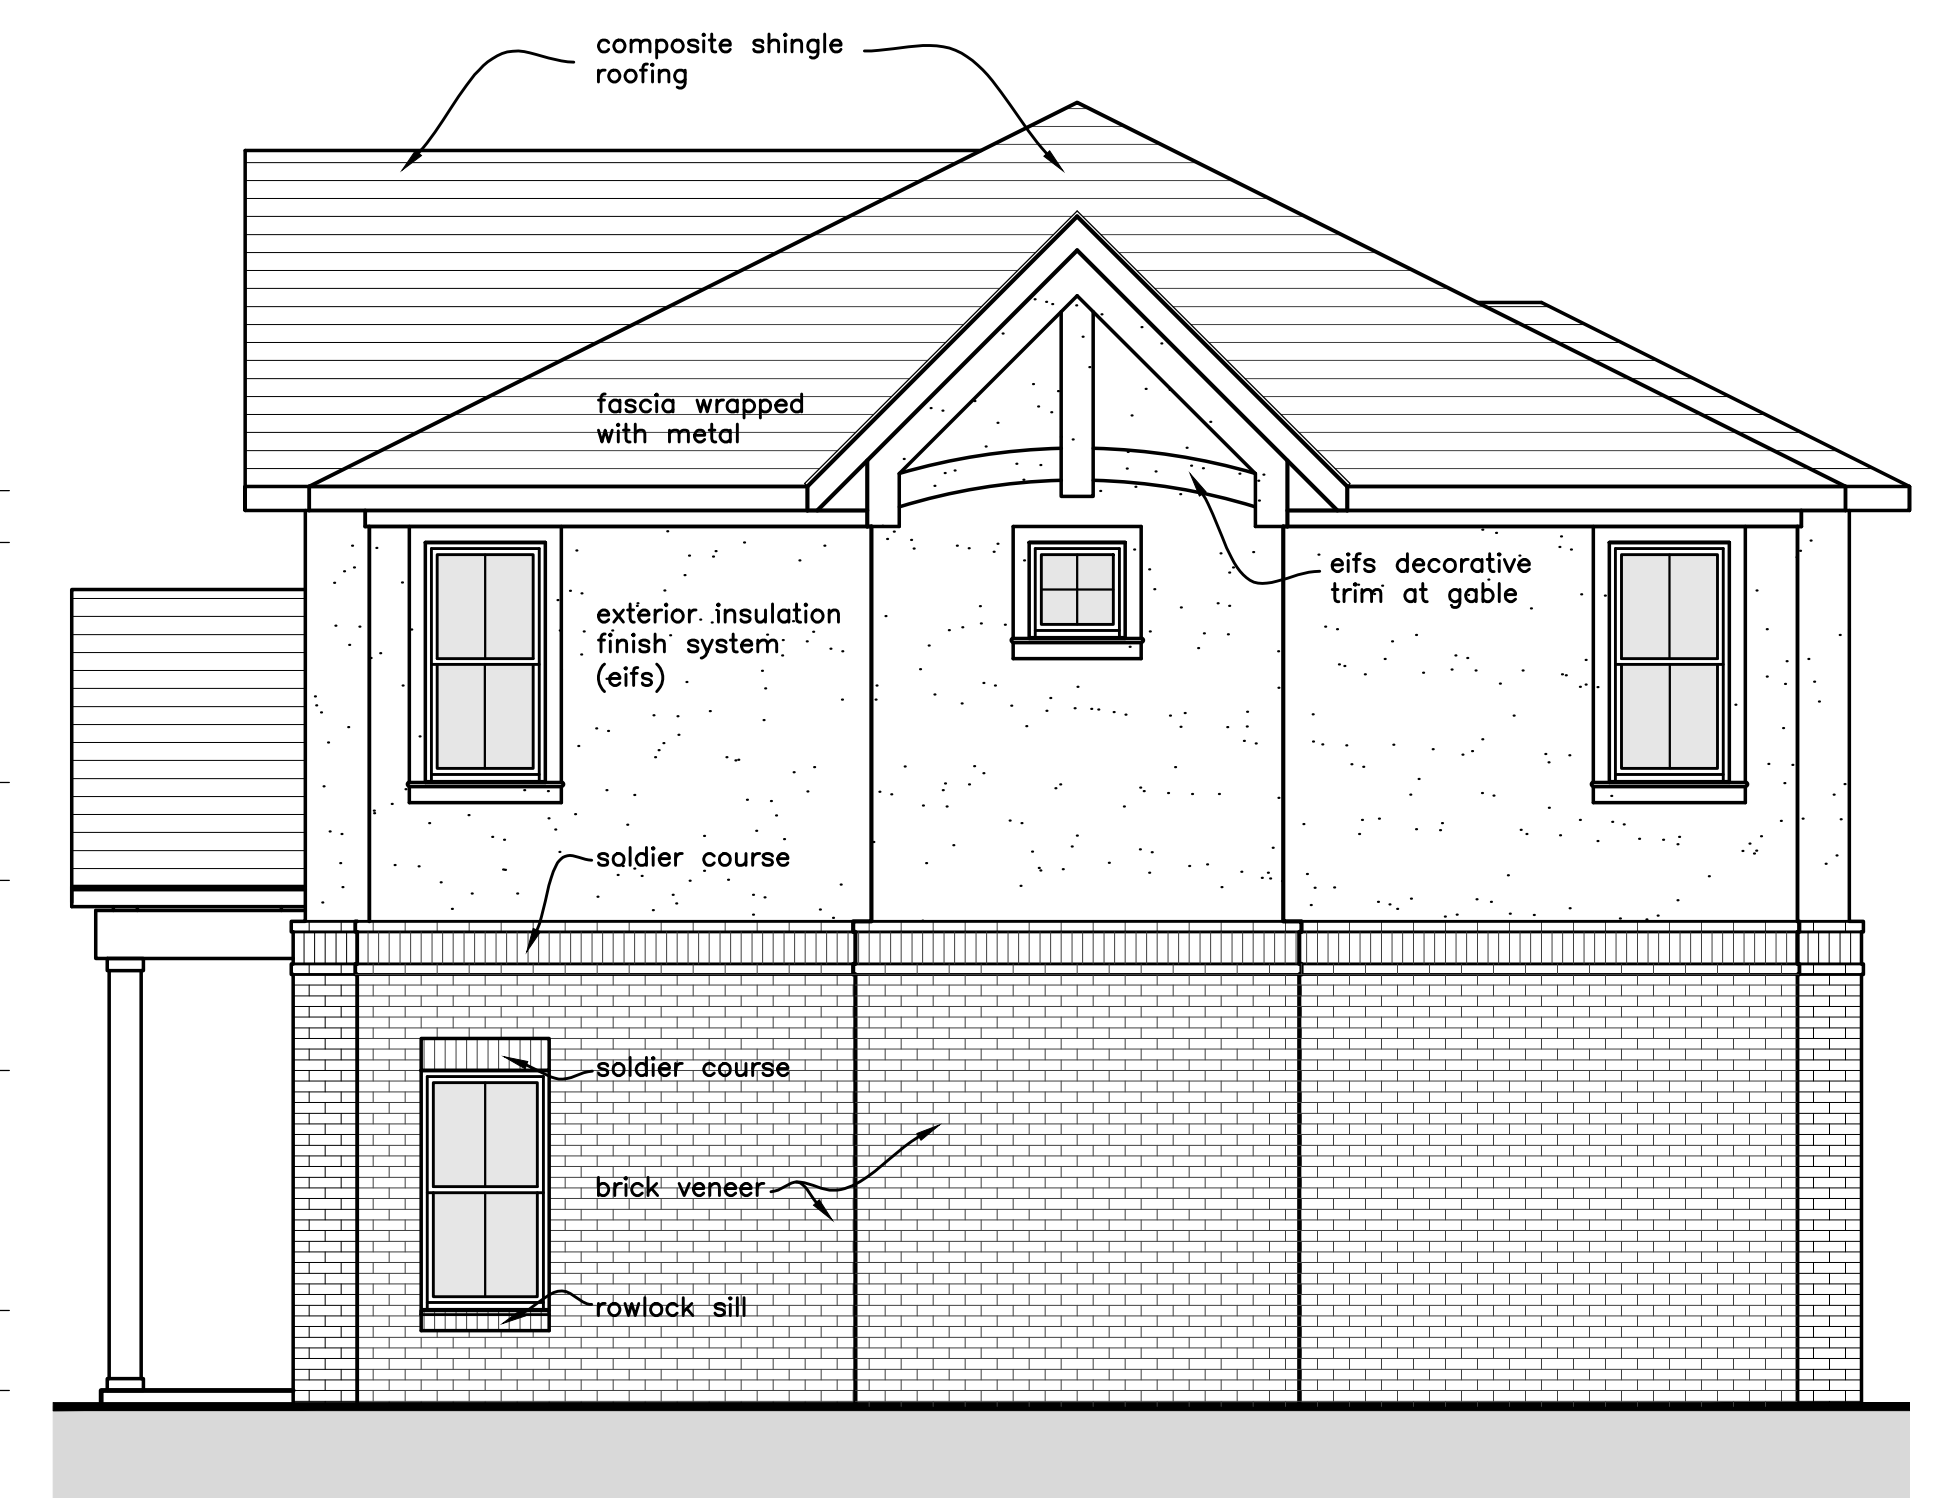 composite shingle
roofing
fascia wrapped
with metal
eifs decorative
trim at gable
exterior insulation
finish system
(eifs)
soldier course
soldier course
brick veneer
rowlock sill